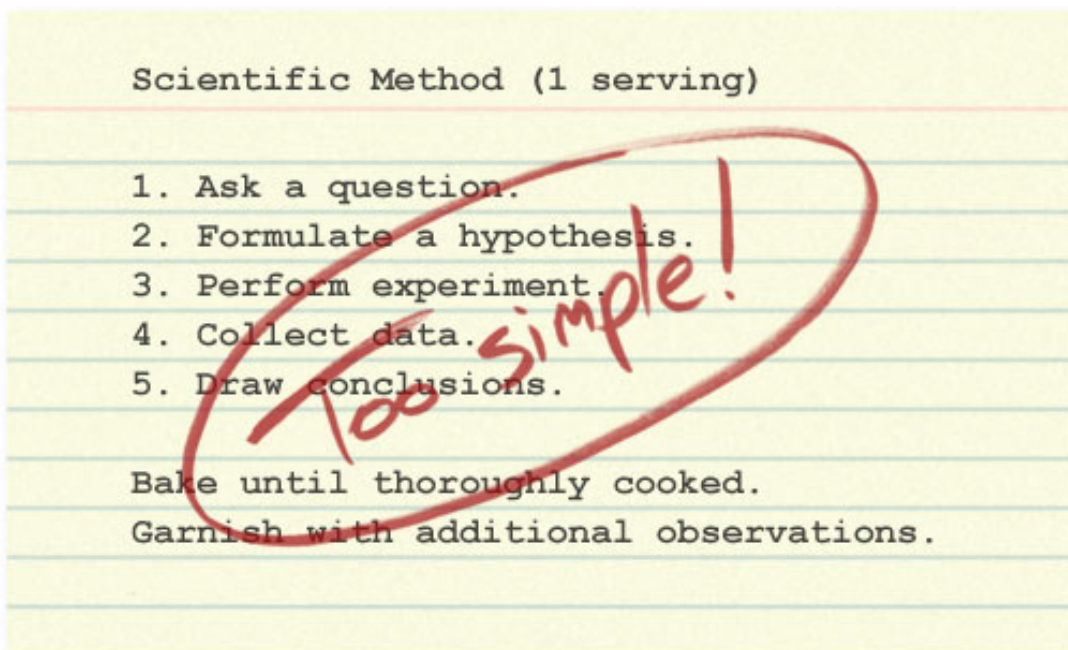 Scientific Method (1 serving)
1. Ask a question.
2. Formulate a hypothesis.
3. Perform experiment.
4. Collect data.
5. Draw conclusions.
Too simple!
Bake until thoroughly cooked.
Garnish with additional observations.